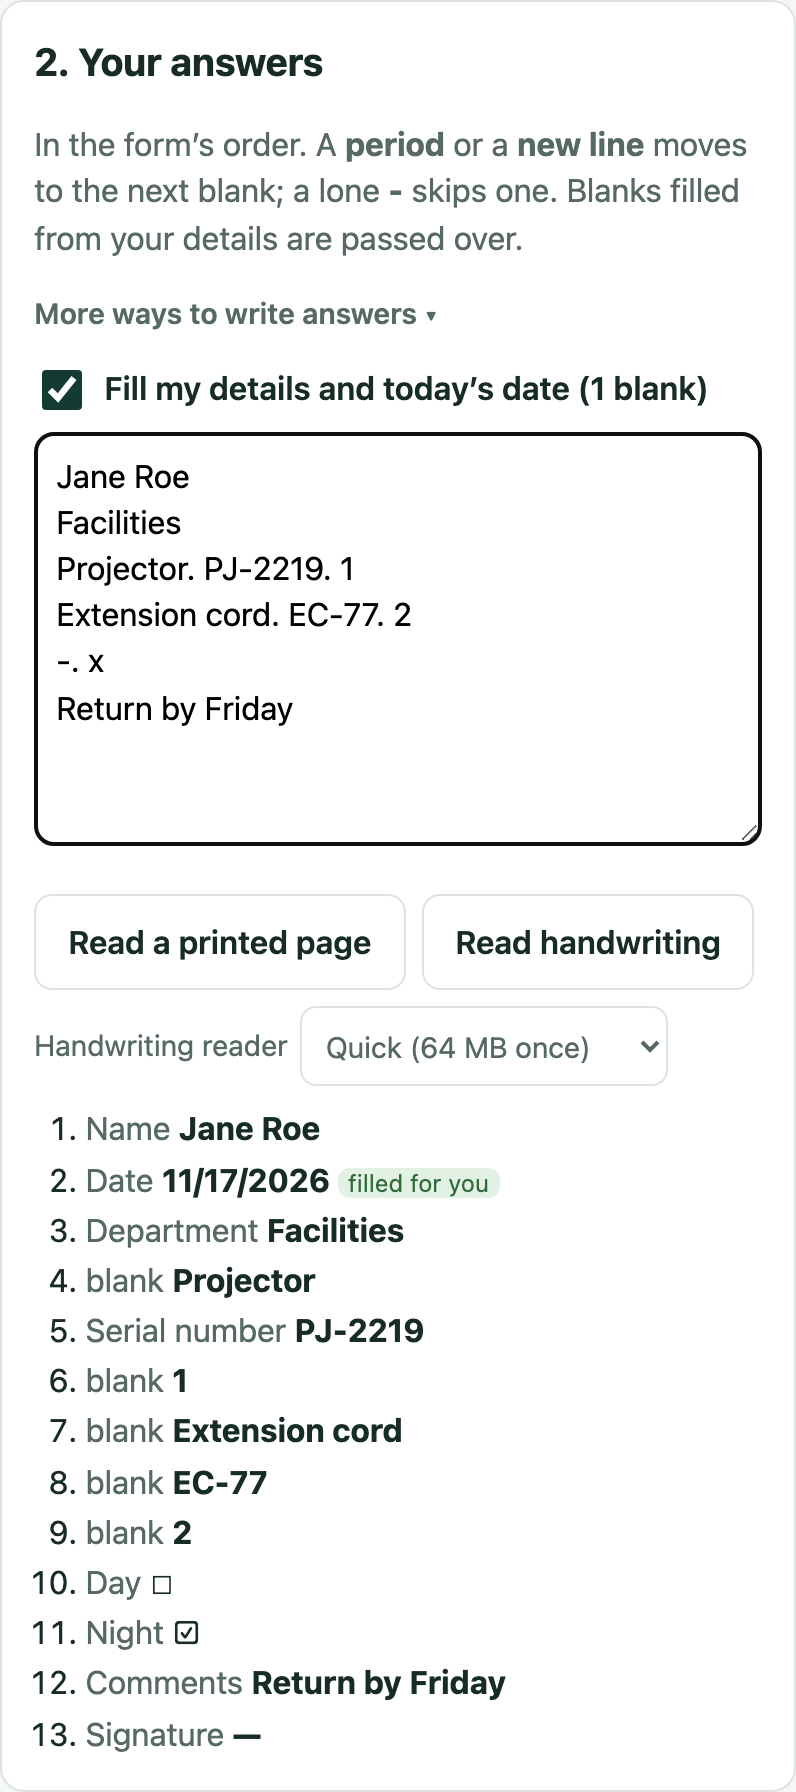 2. Your answers
In the form’s order. A period or a new line moves
to the next blank; a lone - skips one. Blanks filled
from your details are passed over.
More ways to write answers ▾
Fill my details and today’s date (1 blank)
Jane Roe
Facilities
Projector. PJ-2219. 1
Extension cord. EC-77. 2
-. x
Return by Friday
Read a printed page
Read handwriting
Handwriting reader
Quick (64 MB once)
1. Name Jane Roe
2. Date 11/17/2026 filled for you
3. Department Facilities
4. blank Projector
5. Serial number PJ-2219
6. blank 1
7. blank Extension cord
8. blank EC-77
9. blank 2
10. Day ☐
11. Night ☑
12. Comments Return by Friday
13. Signature —